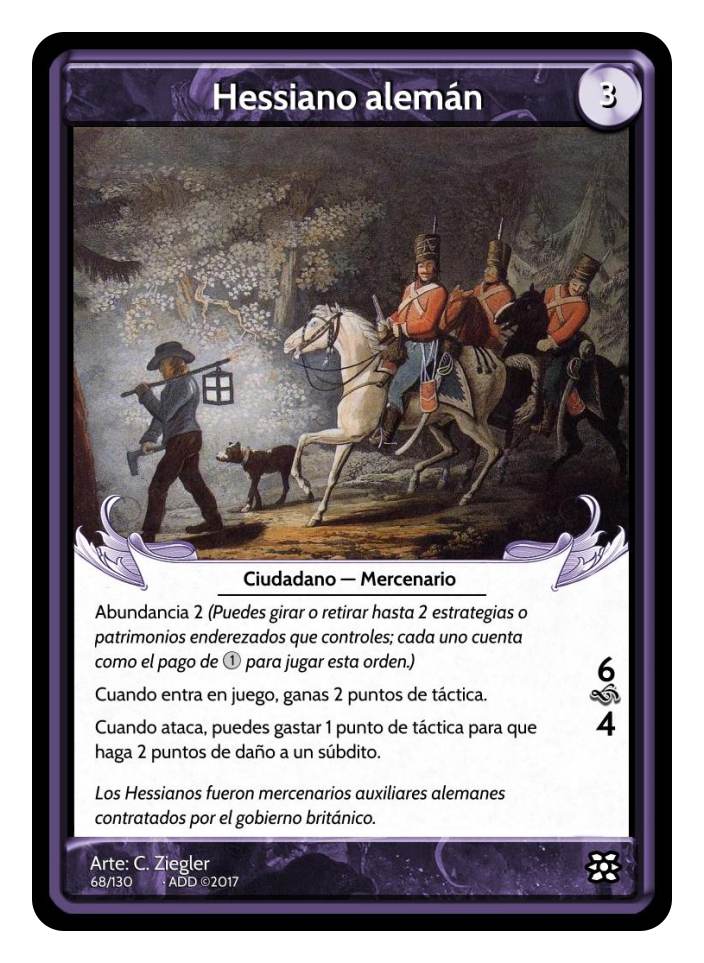 Hessiano alemán
3
Ciudadano — Mercenario
Abundancia 2 (Puedes girar o retirar hasta 2 estrategias o
patrimonios enderezados que controles; cada uno cuenta
como el pago de 1 para jugar esta orden.)
Cuando entra en juego, ganas 2 puntos de táctica.
Cuando ataca, puedes gastar 1 punto de táctica para que
haga 2 puntos de daño a un súbdito.
6
4
Los Hessianos fueron mercenarios auxiliares alemanes
contratados por el gobierno británico.
Arte: C. Ziegler
68/130 · ADD ©2017